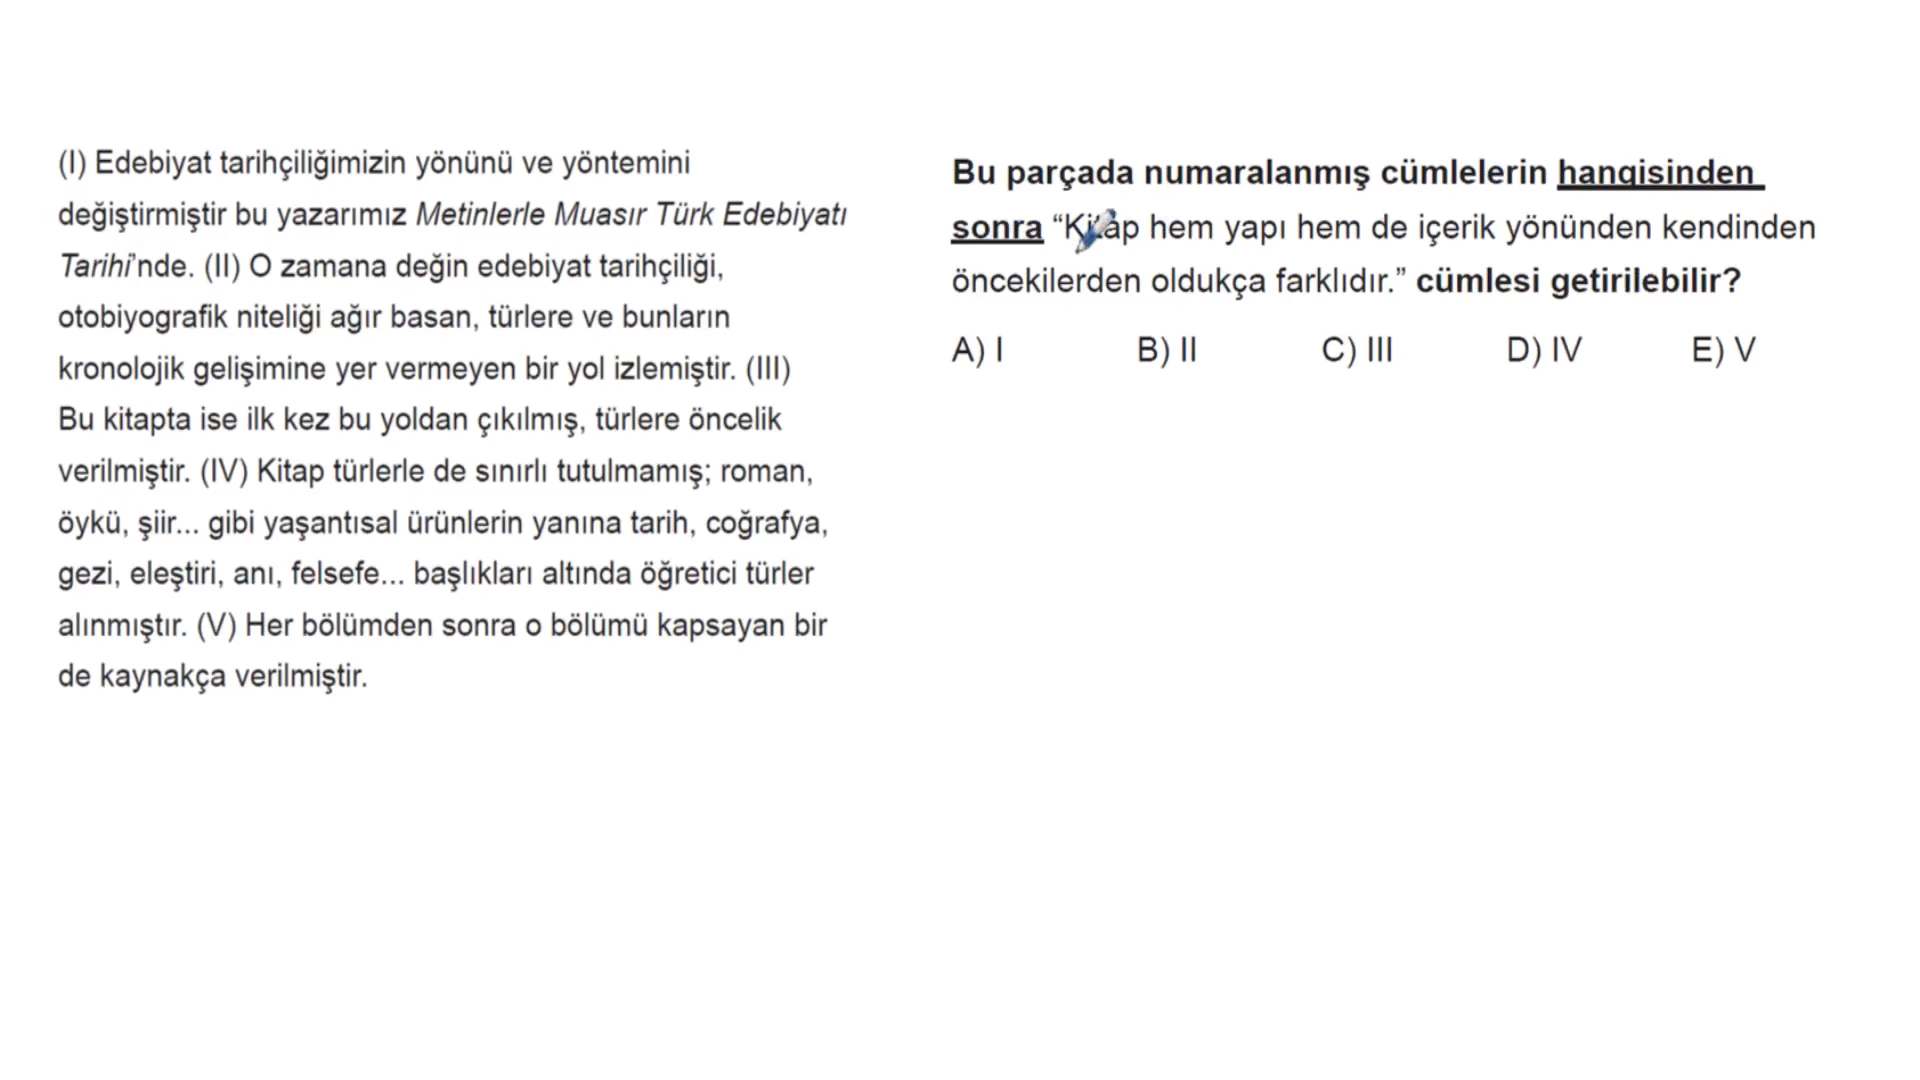 (I) Edebiyat tarihçiliğimizin yönünü ve yöntemini
değiştirmiştir bu yazarımız Metinlerle Muasır Türk Edebiyatı
Tarihi'nde. (II) O zamana değin edebiyat tarihçiliği,
otobiyografik niteliği ağır basan, türlere ve bunların
kronolojik gelişimine yer vermeyen bir yol izlemiştir. (III)
Bu kitapta ise ilk kez bu yoldan çıkılmış, türlere öncelik
verilmiştir. (IV) Kitap türlerle de sınırlı tutulmamış; roman,
öykü, şiir... gibi yaşantısal ürünlerin yanına tarih, coğrafya,
gezi, eleştiri, anı, felsefe... başlıkları altında öğretici türler
alınmıştır. (V) Her bölümden sonra o bölümü kapsayan bir
de kaynakça verilmiştir.
Bu parçada numaralanmış cümlelerin hangisinden
sonra “Kitap hem yapı hem de içerik yönünden kendinden
öncekilerden oldukça farklıdır.” cümlesi getirilebilir?
A) I B) II C) III D) IV E) V